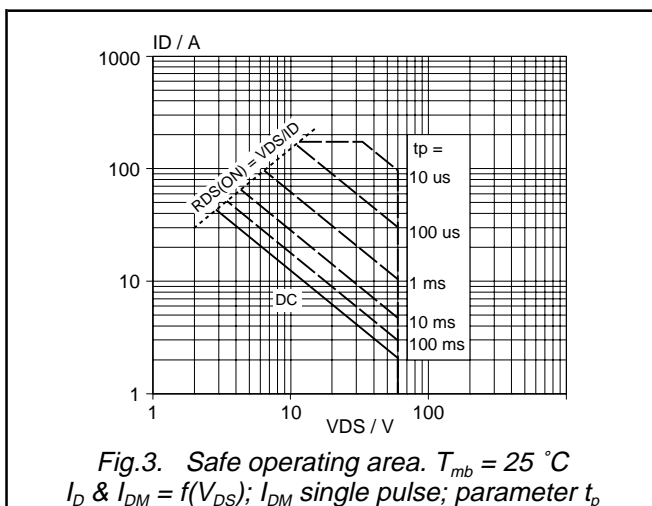 ID / A
1000
100
10
1
RDS(ON) = VDS/ID
tp =
10 us
100 us
1 ms
10 ms
100 ms
DC
1
10
100
VDS / V
Fig.3. Safe operating area. Tmb = 25 ˚C
ID & IDM = f(VDS); IDM single pulse; parameter tp